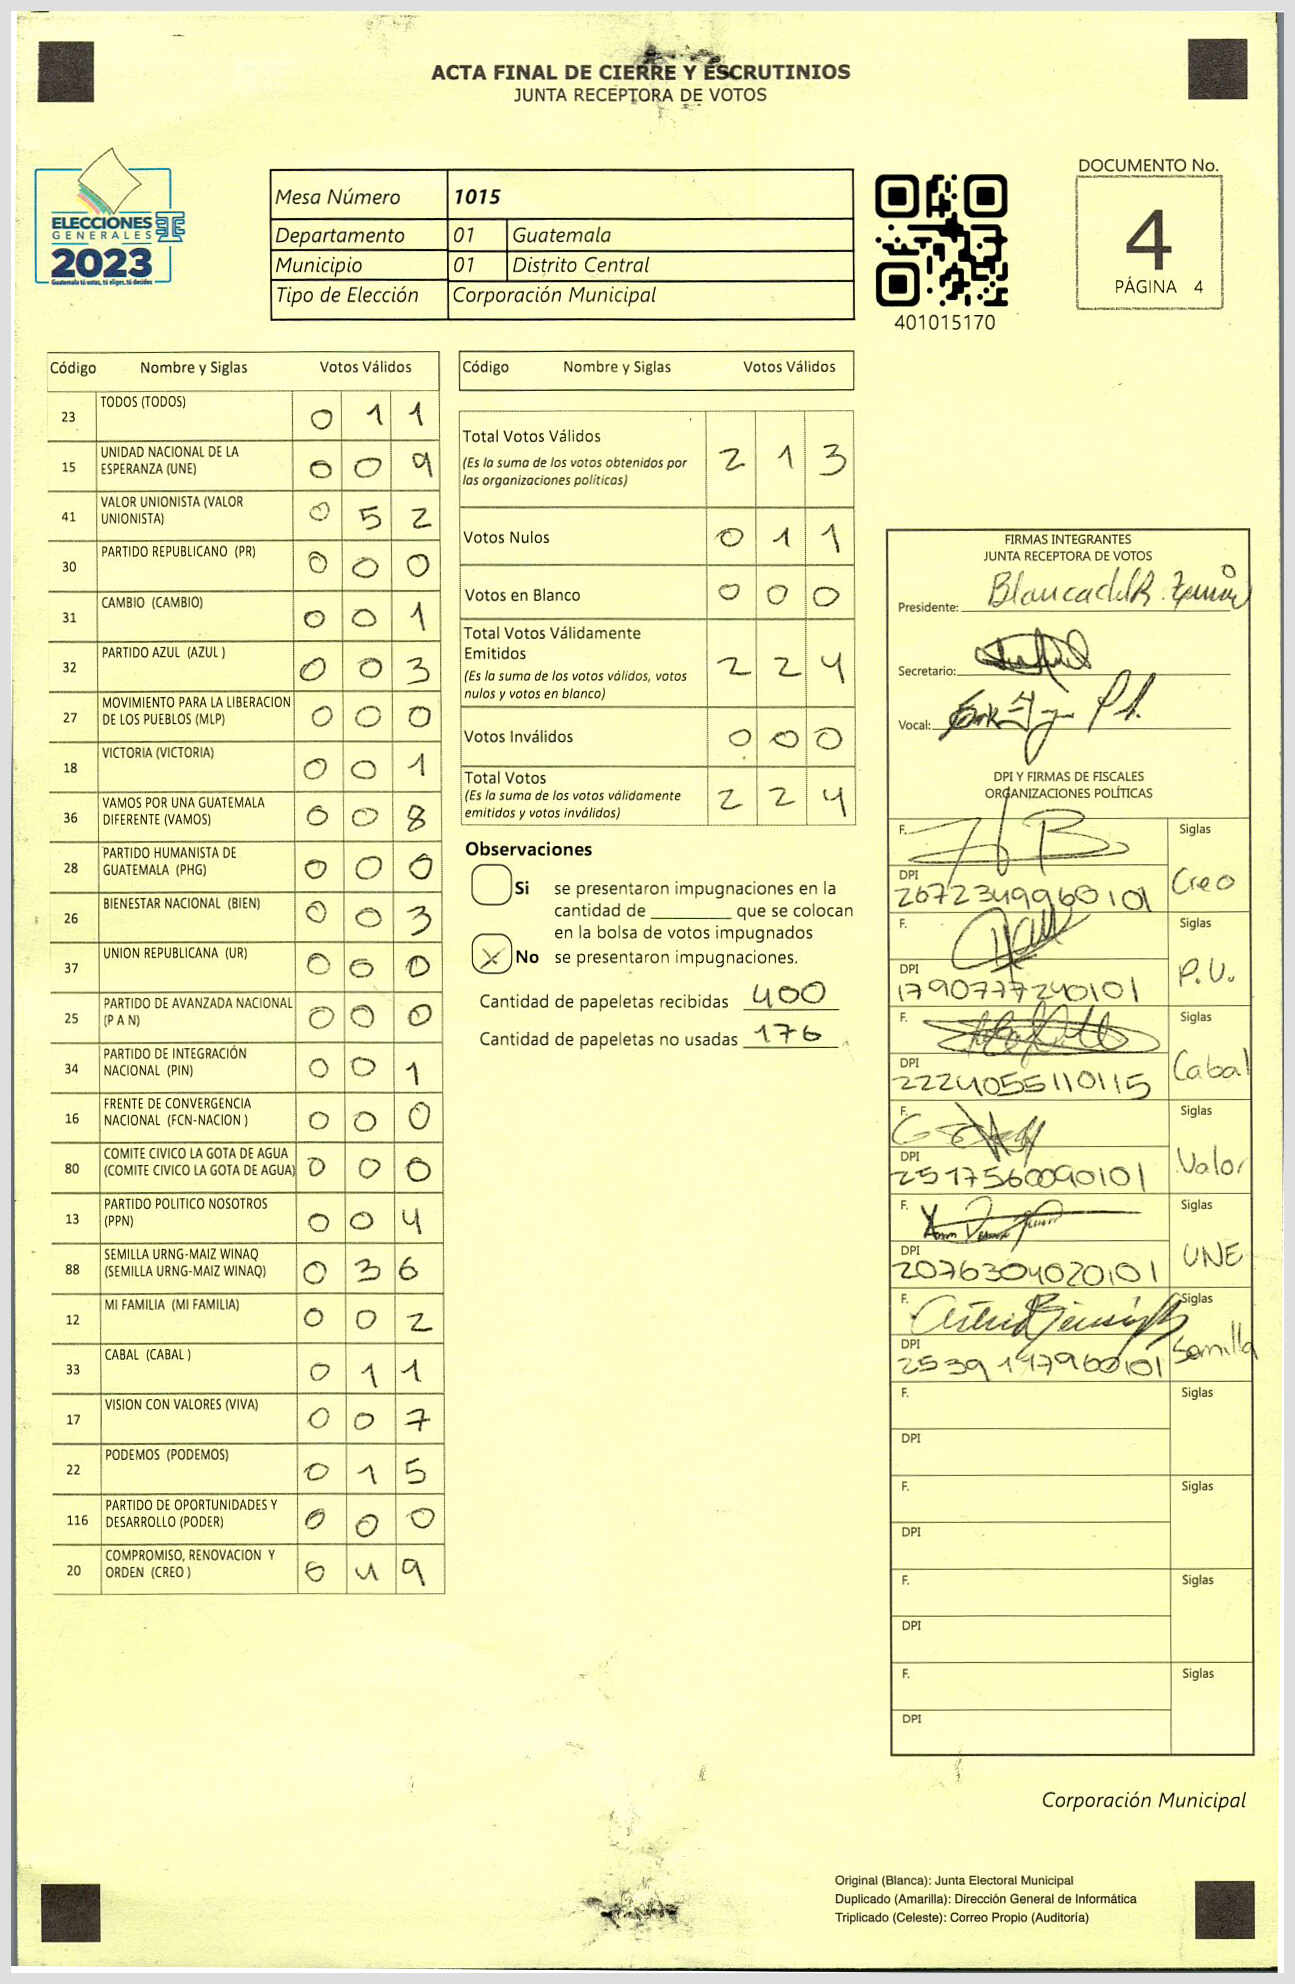 ACTA FINAL DE CIERRE Y ESCRUTINIOS
JUNTA RECEPTORA DE VOTOS
ELECCIONES
GENERALES
2023
Guatemala tú votas, tú eliges, tú decides
Mesa Número 1015
Departamento 01 Guatemala
Municipio 01 Distrito Central
Tipo de Elección Corporación Municipal
401015170
DOCUMENTO No.
4
PÁGINA 4
Código Nombre y Siglas Votos Válidos
23 TODOS (TODOS) 0 1 1
15 UNIDAD NACIONAL DE LA ESPERANZA (UNE) 0 0 9
41 VALOR UNIONISTA (VALOR UNIONISTA) 0 5 2
30 PARTIDO REPUBLICANO (PR) 0 0 0
31 CAMBIO (CAMBIO) 0 0 1
32 PARTIDO AZUL (AZUL ) 0 0 3
27 MOVIMIENTO PARA LA LIBERACION DE LOS PUEBLOS (MLP) 0 0 0
18 VICTORIA (VICTORIA) 0 0 1
36 VAMOS POR UNA GUATEMALA DIFERENTE (VAMOS) 0 0 8
28 PARTIDO HUMANISTA DE GUATEMALA (PHG) 0 0 0
26 BIENESTAR NACIONAL (BIEN) 0 0 3
37 UNION REPUBLICANA (UR) 0 0 0
25 PARTIDO DE AVANZADA NACIONAL (P A N) 0 0 0
34 PARTIDO DE INTEGRACIÓN NACIONAL (PIN) 0 0 1
16 FRENTE DE CONVERGENCIA NACIONAL (FCN-NACION ) 0 0 0
80 COMITE CIVICO LA GOTA DE AGUA (COMITE CIVICO LA GOTA DE AGUA) 0 0 0
13 PARTIDO POLITICO NOSOTROS (PPN) 0 0 4
88 SEMILLA URNG-MAIZ WINAQ (SEMILLA URNG-MAIZ WINAQ) 0 3 6
12 MI FAMILIA (MI FAMILIA) 0 0 2
33 CABAL (CABAL ) 0 1 1
17 VISION CON VALORES (VIVA) 0 0 7
22 PODEMOS (PODEMOS) 0 1 5
116 PARTIDO DE OPORTUNIDADES Y DESARROLLO (PODER) 0 0 0
20 COMPROMISO, RENOVACION Y ORDEN (CREO ) 0 4 9
Código Nombre y Siglas Votos Válidos
Total Votos Válidos 2 1 3
(Es la suma de los votos obtenidos por
las organizaciones políticas)
Votos Nulos 0 1 1
Votos en Blanco 0 0 0
Total Votos Válidamente
Emitidos 2 2 4
(Es la suma de los votos válidos, votos
nulos y votos en blanco)
Votos Inválidos 0 0 0
Total Votos 2 2 4
(Es la suma de los votos válidamente
emitidos y votos inválidos)
Observaciones
Si se presentaron impugnaciones en la
cantidad de ________ que se colocan
en la bolsa de votos impugnados
X No se presentaron impugnaciones.
Cantidad de papeletas recibidas 400
Cantidad de papeletas no usadas 176
FIRMAS INTEGRANTES
JUNTA RECEPTORA DE VOTOS
Presidente:
Secretario:
Vocal:
DPI Y FIRMAS DE FISCALES
ORGANIZACIONES POLÍTICAS
F. Siglas
DPI Creo
2672349960101
F. Siglas
DPI P.U.
1790777240101
F. Siglas
DPI Cabal
2224055110115
F. Siglas
DPI Valor
2517560090101
F. Siglas
DPI UNE
2076304020101
F. Siglas
DPI Semilla
2539147960101
F. Siglas
DPI
F. Siglas
DPI
F. Siglas
DPI
F. Siglas
DPI
Corporación Municipal
Original (Blanca): Junta Electoral Municipal
Duplicado (Amarilla): Dirección General de Informática
Triplicado (Celeste): Correo Propio (Auditoría)